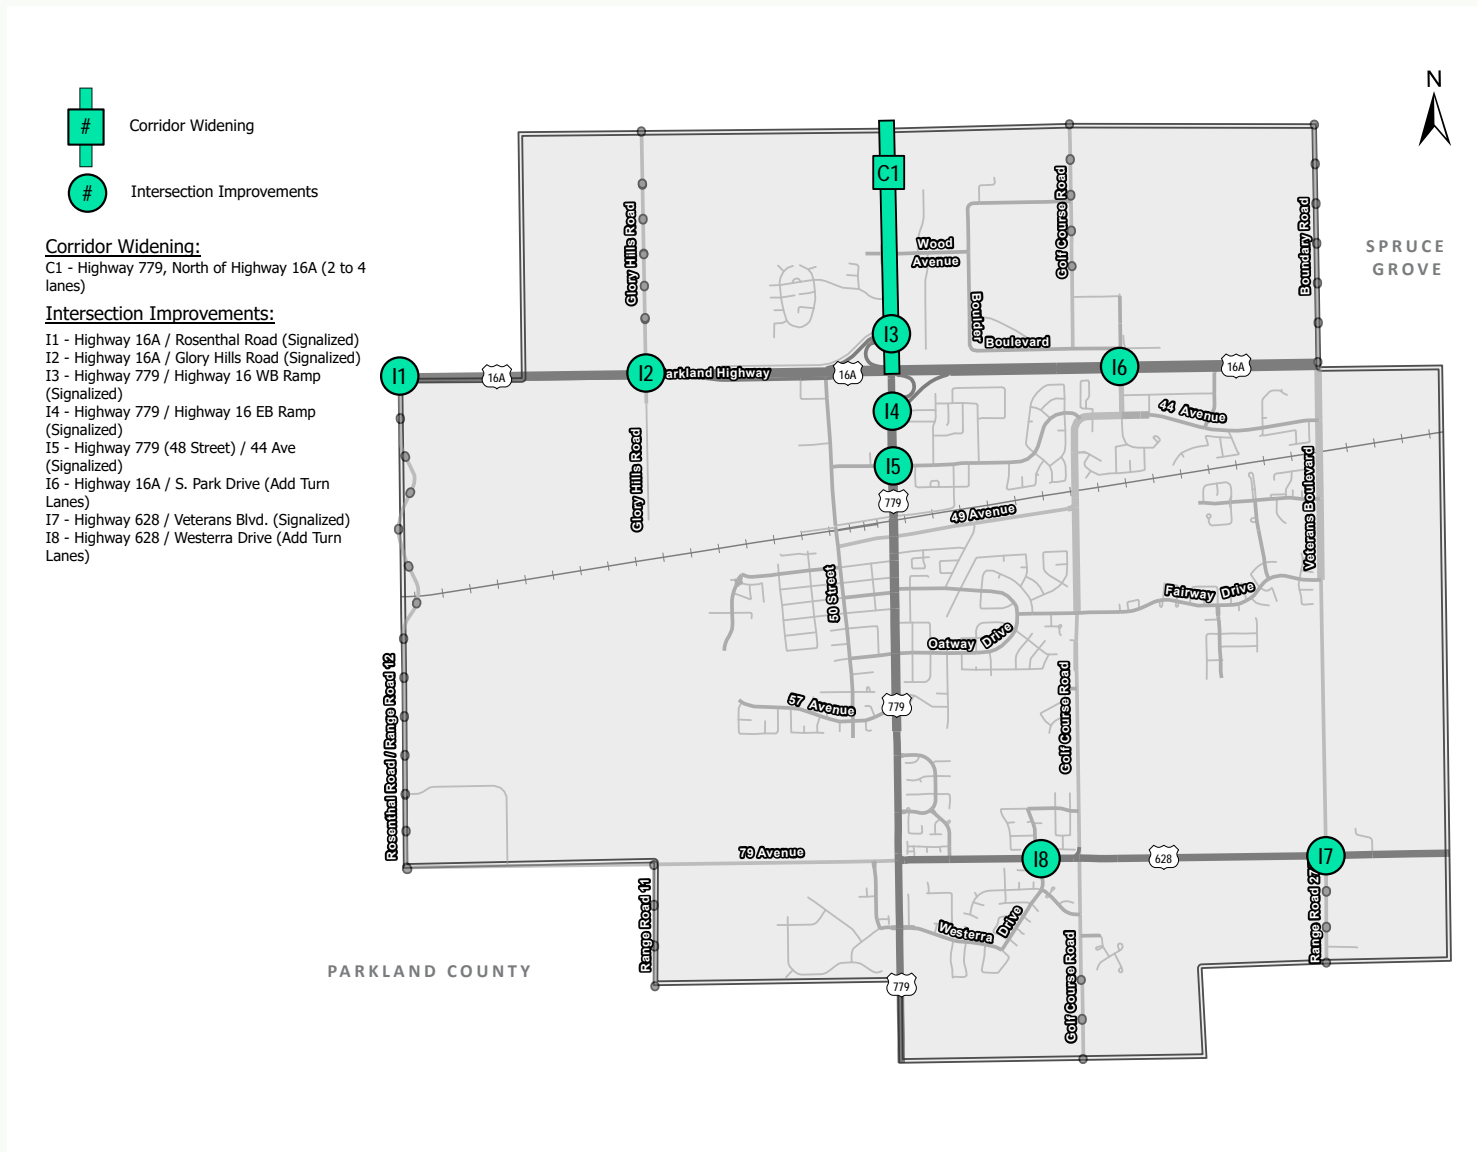 N
#
Corridor Widening
#
Intersection Improvements
Corridor Widening:
C1 - Highway 779, North of Highway 16A (2 to 4
lanes)
Intersection Improvements:
I1 - Highway 16A / Rosenthal Road (Signalized)
I2 - Highway 16A / Glory Hills Road (Signalized)
I3 - Highway 779 / Highway 16 WB Ramp
(Signalized)
I4 - Highway 779 / Highway 16 EB Ramp
(Signalized)
I5 - Highway 779 (48 Street) / 44 Ave
(Signalized)
I6 - Highway 16A / S. Park Drive (Add Turn
Lanes)
I7 - Highway 628 / Veterans Blvd. (Signalized)
I8 - Highway 628 / Westerra Drive (Add Turn
Lanes)
C1
Glory Hills Road
Golf Course Road
Boundary Road
SPRUCE
GROVE
Wood
Avenue
Boulder
Boulevard
I3
I1
16A
I2
arkland Highway
16A
I6
16A
I4
44 Avenue
Glory Hills Road
I5
779
49 Avenue
Veterans Boulevard
50 Street
Fairway Drive
Oatway Drive
Rosenthal Road / Range Road 12
57 Avenue
779
Golf Course Road
79 Avenue
I8
628
I7
Range Road 11
Westerra Drive
Range Road 27
Golf Course Road
PARKLAND COUNTY
779